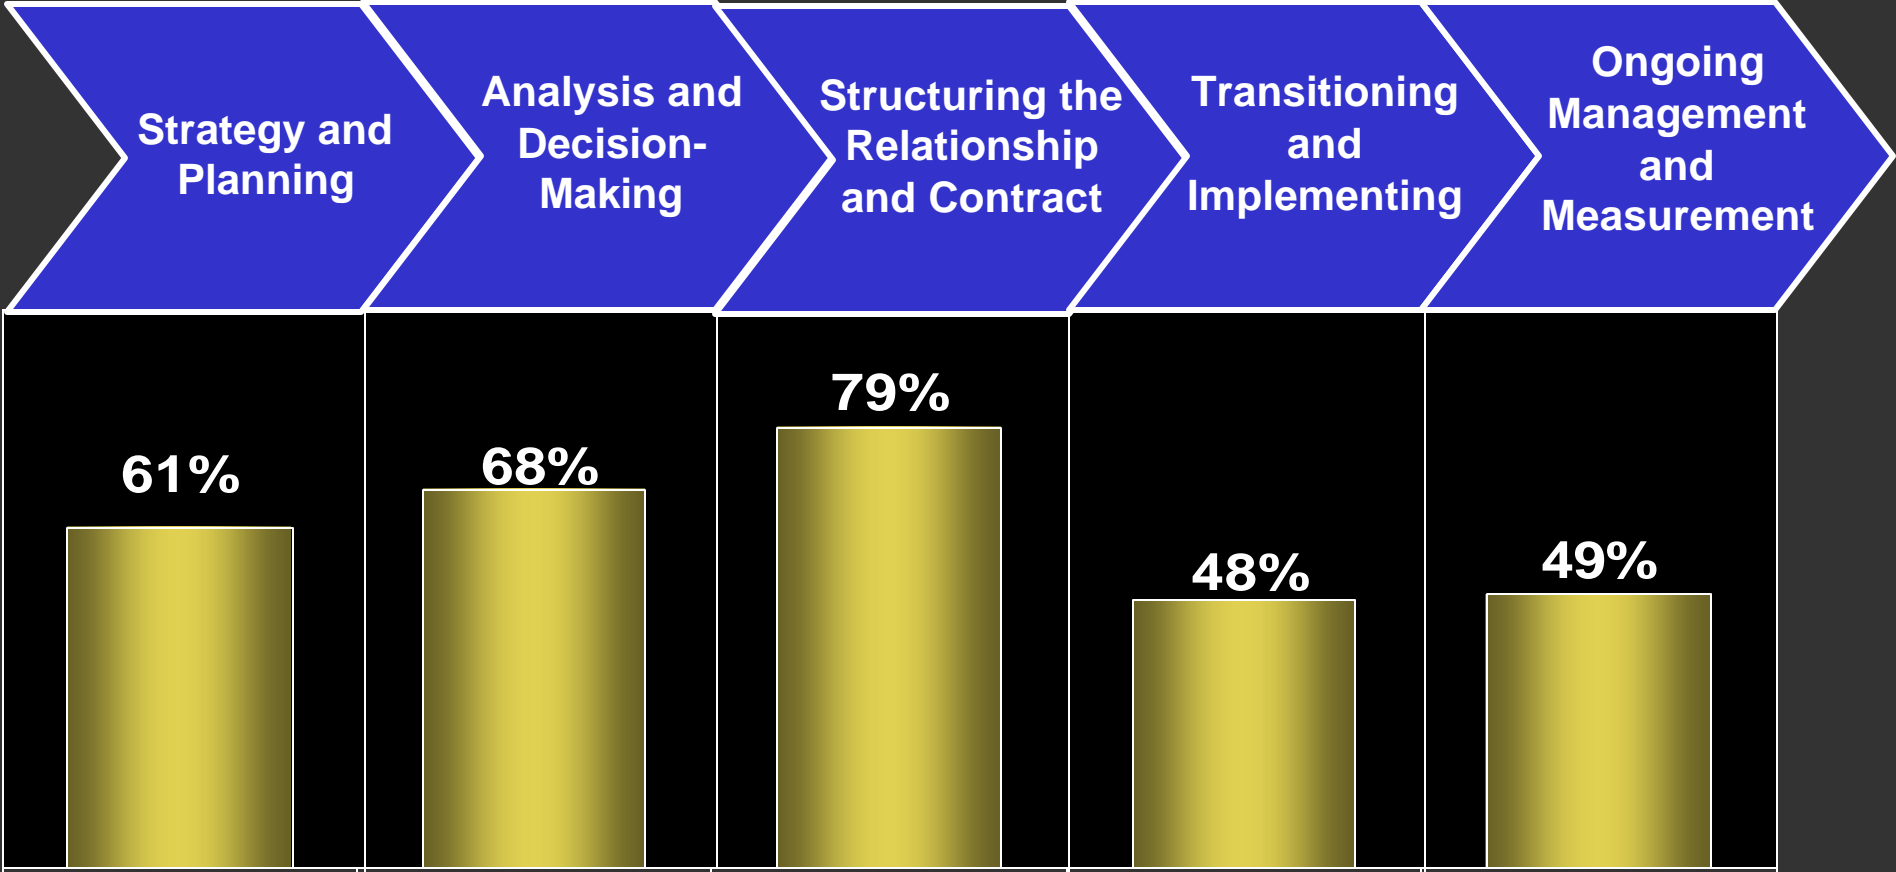 Strategy and
Planning
Analysis and
Decision-
Making
Structuring the
Relationship
and Contract
Transitioning
and
Implementing
Ongoing
Management
and
Measurement
61%
68%
79%
48%
49%